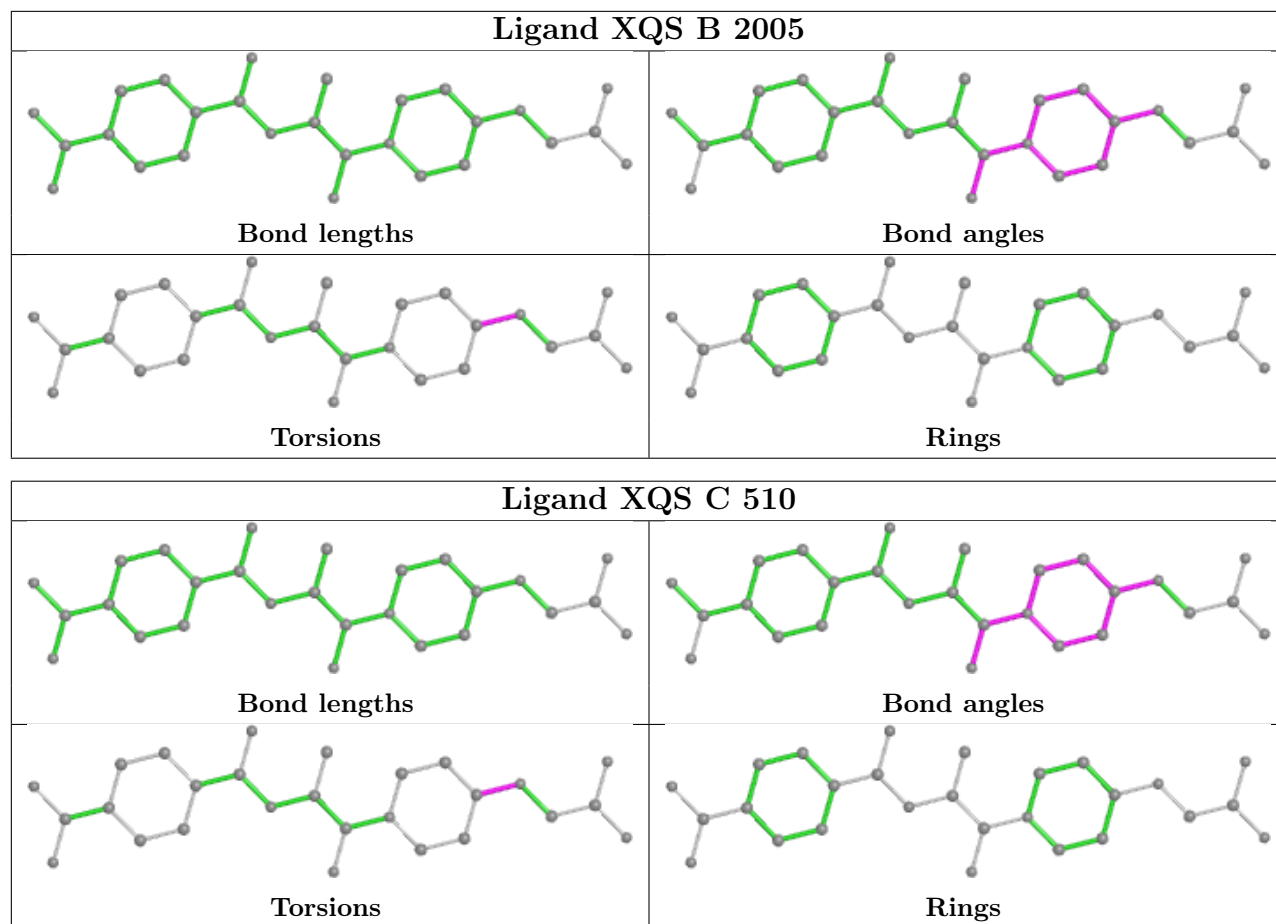 Ligand XQS B 2005
Bond lengths
Bond angles
Torsions
Rings
Ligand XQS C 510
Bond lengths
Bond angles
Torsions
Rings